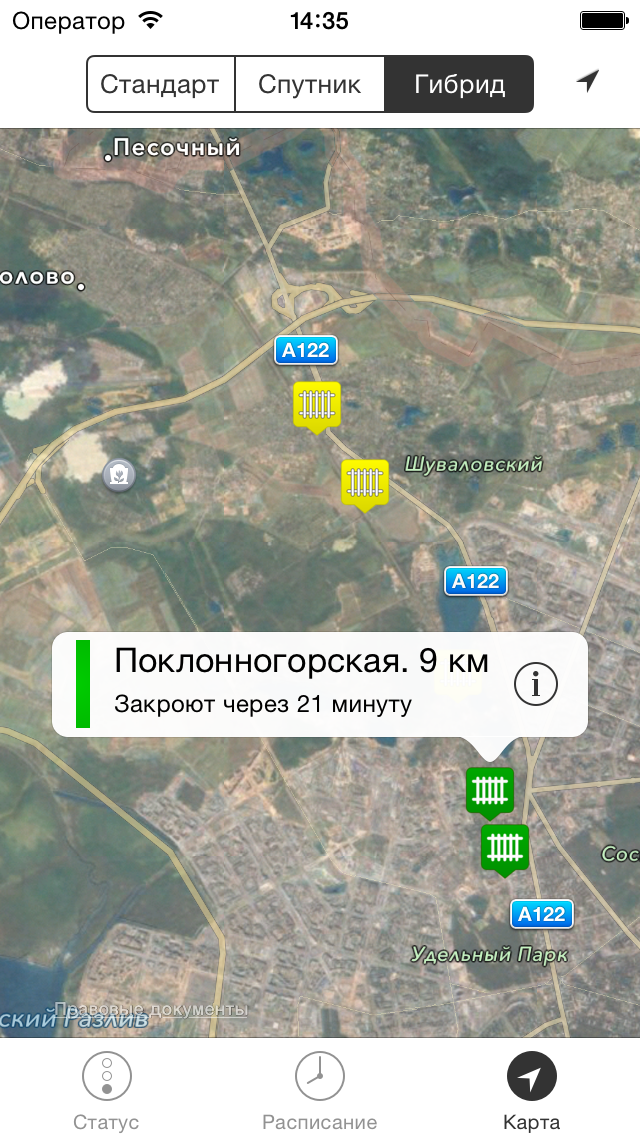 Оператор 14:35
Стандарт Спутник Гибрид
Песочный
олово
A122
Шуваловский
A122
Поклонногорская. 9 км
Закроют через 21 минуту
Сос
A122
Удельный Парк
Правовые документы
ский Разлив
Статус Расписание Карта